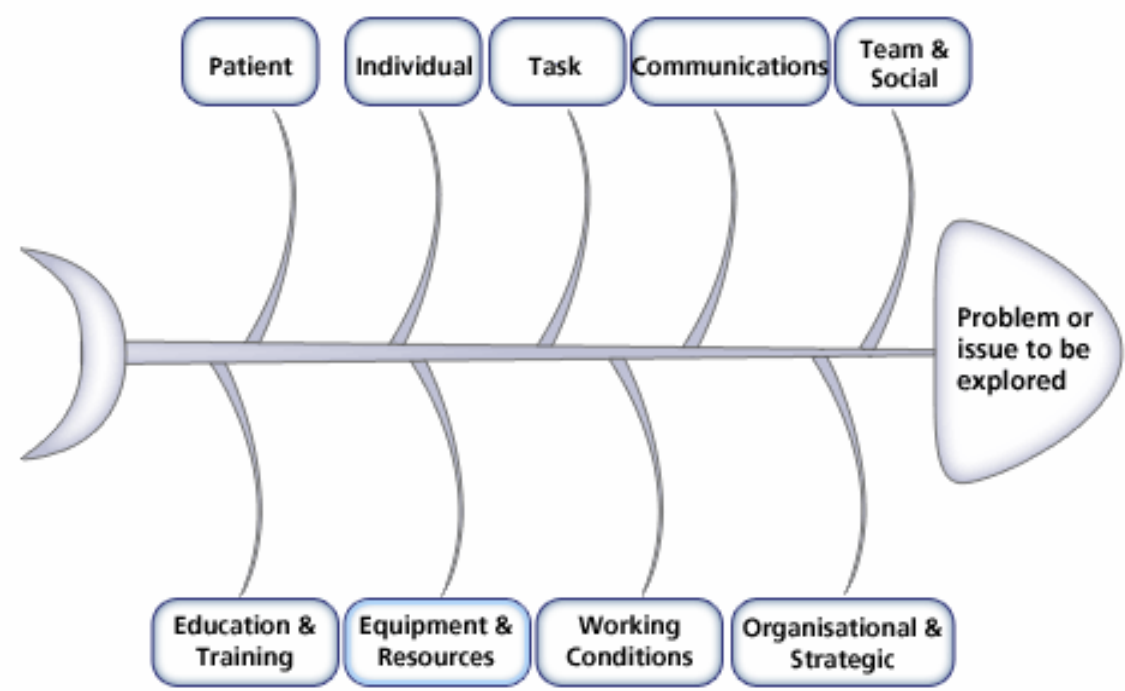 Patient
Individual
Task
Communications
Team &
Social
Problem or
issue to be
explored
Education &
Training
Equipment &
Resources
Working
Conditions
Organisational &
Strategic